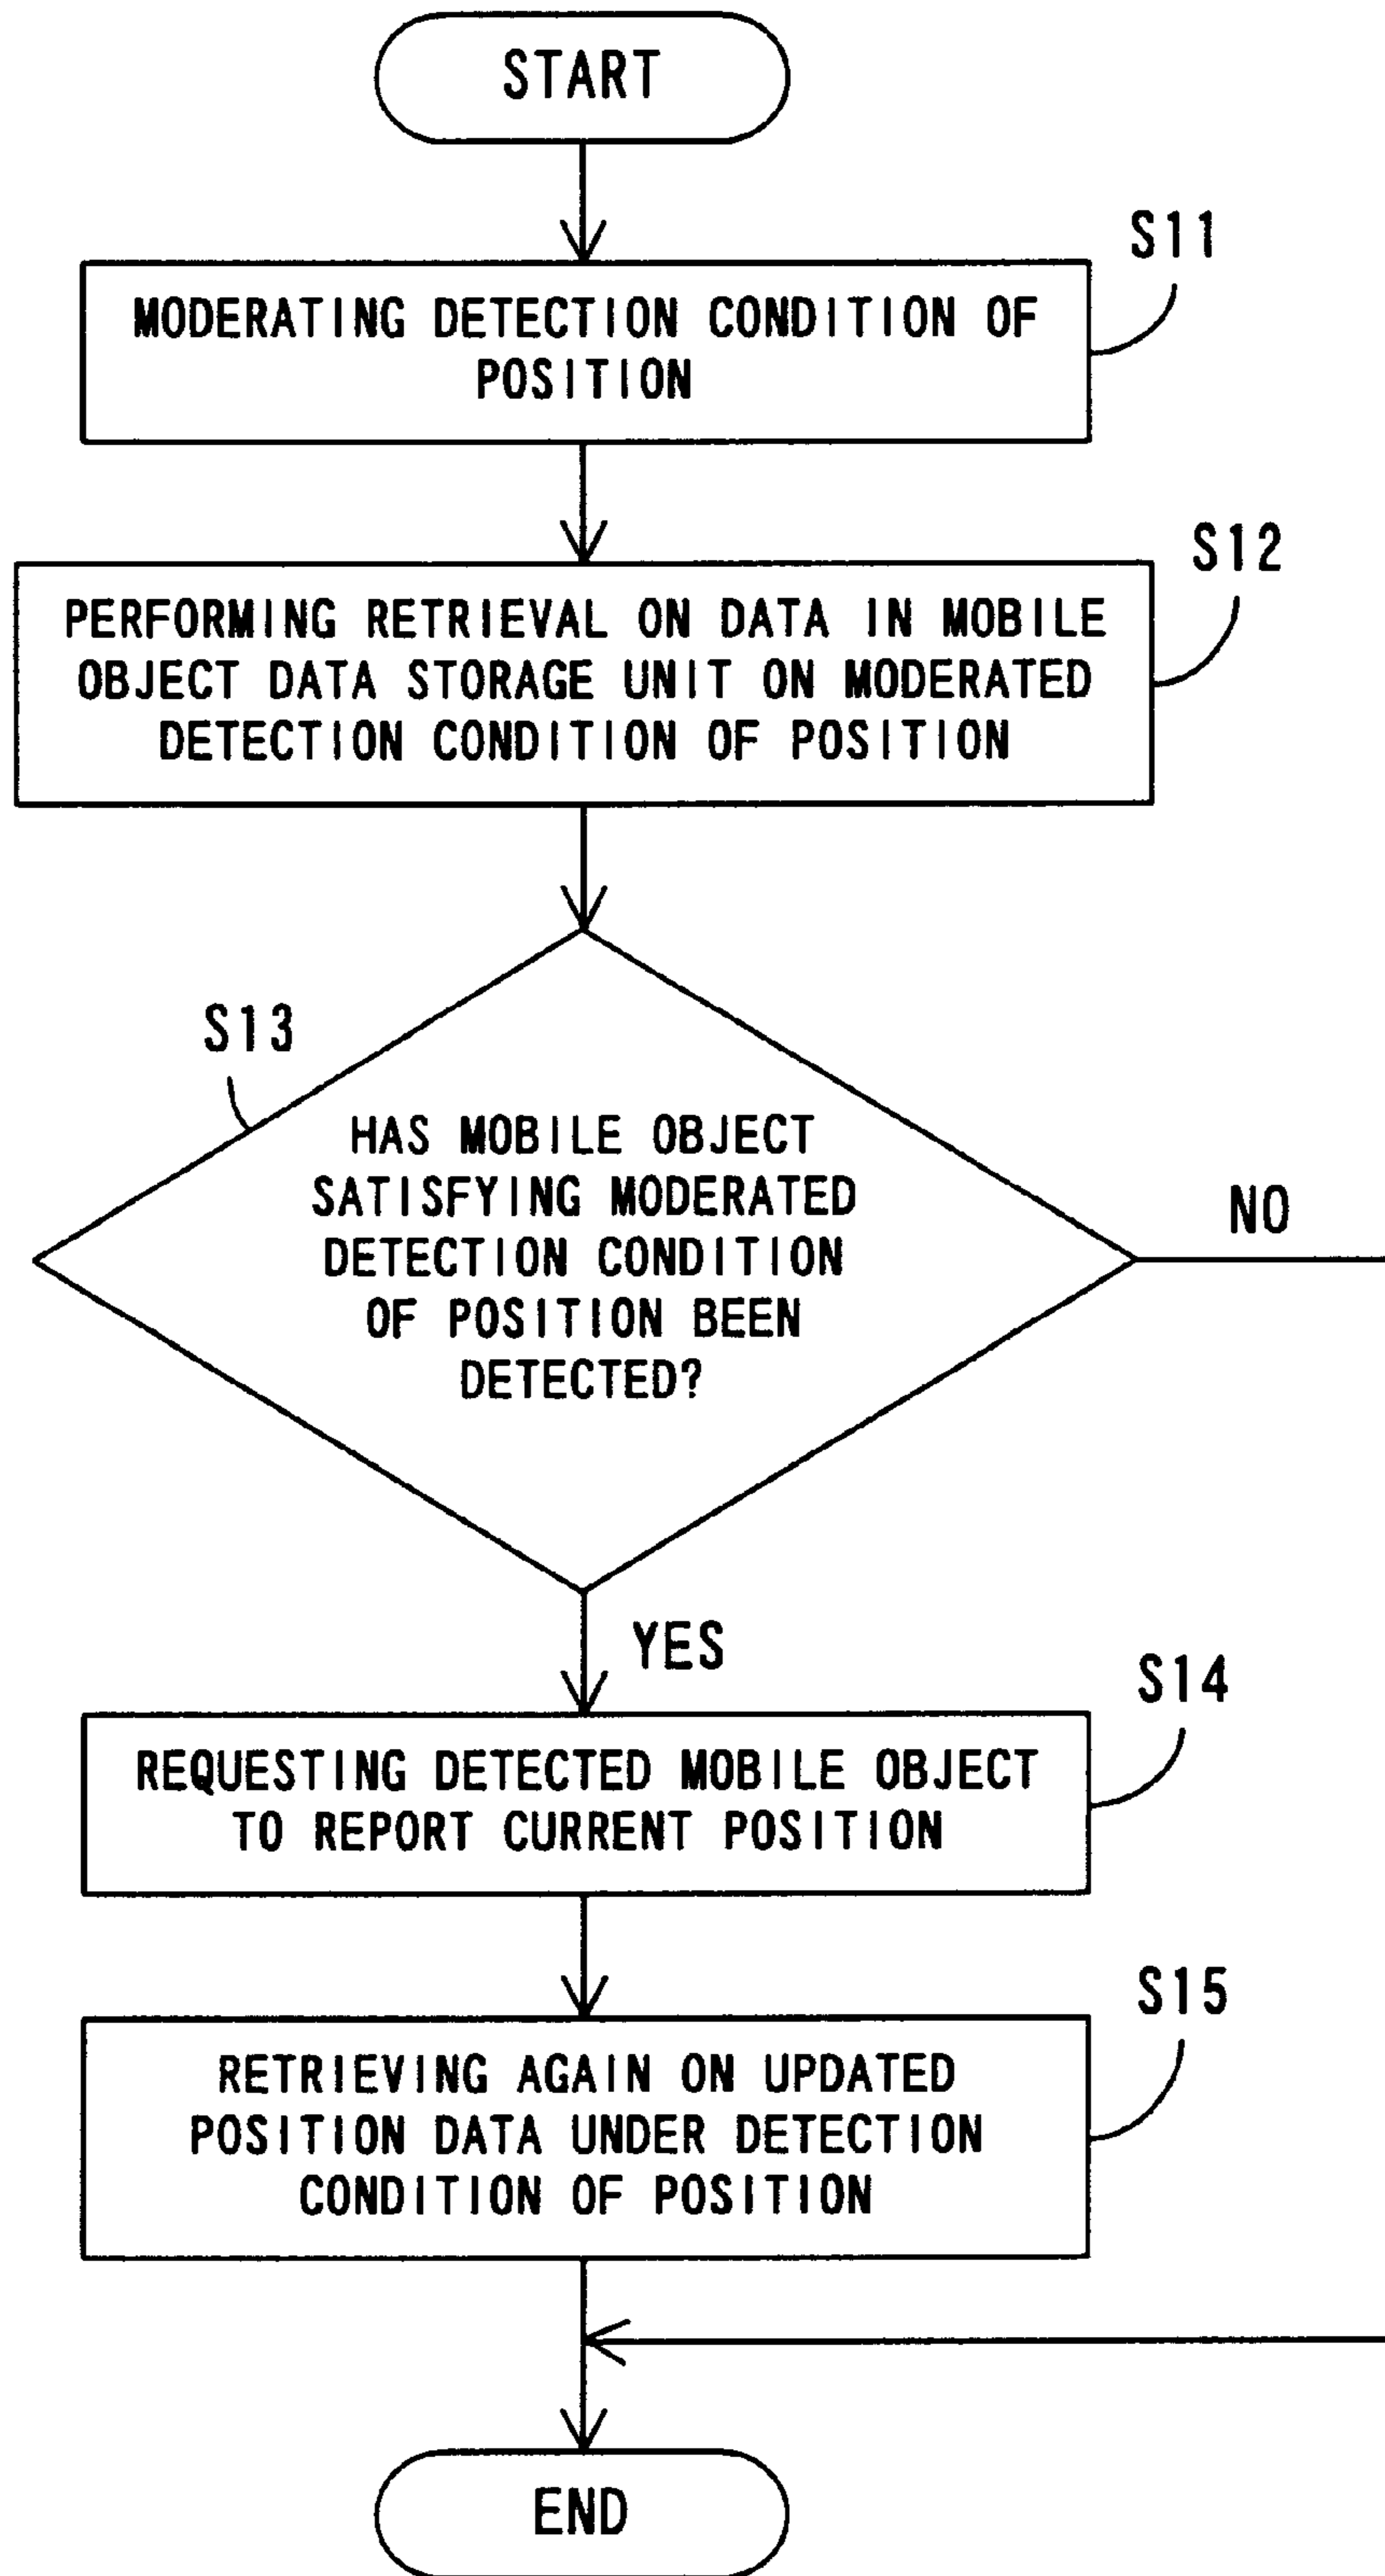 START
S11
MODERATING DETECTION CONDITION OF
POSITION
S12
PERFORMING RETRIEVAL ON DATA IN MOBILE
OBJECT DATA STORAGE UNIT ON MODERATED
DETECTION CONDITION OF POSITION
S13
HAS MOBILE OBJECT
SATISFYING MODERATED
DETECTION CONDITION
OF POSITION BEEN
DETECTED?
NO
YES
S14
REQUESTING DETECTED MOBILE OBJECT
TO REPORT CURRENT POSITION
S15
RETRIEVING AGAIN ON UPDATED
POSITION DATA UNDER DETECTION
CONDITION OF POSITION
END